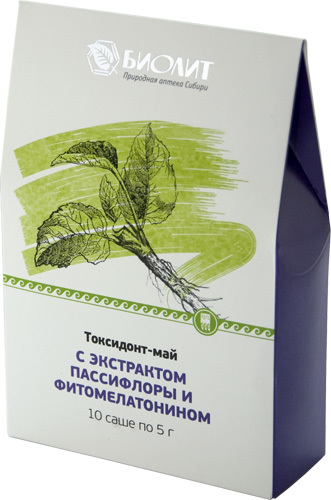 БИОЛИТ
Природная аптека Сибири
Токсидонт-май
С ЭКСТРАКТОМ
ПАССИФЛОРЫ И
ФИТОМЕЛАТОНИНОМ
10 саше по 5 г